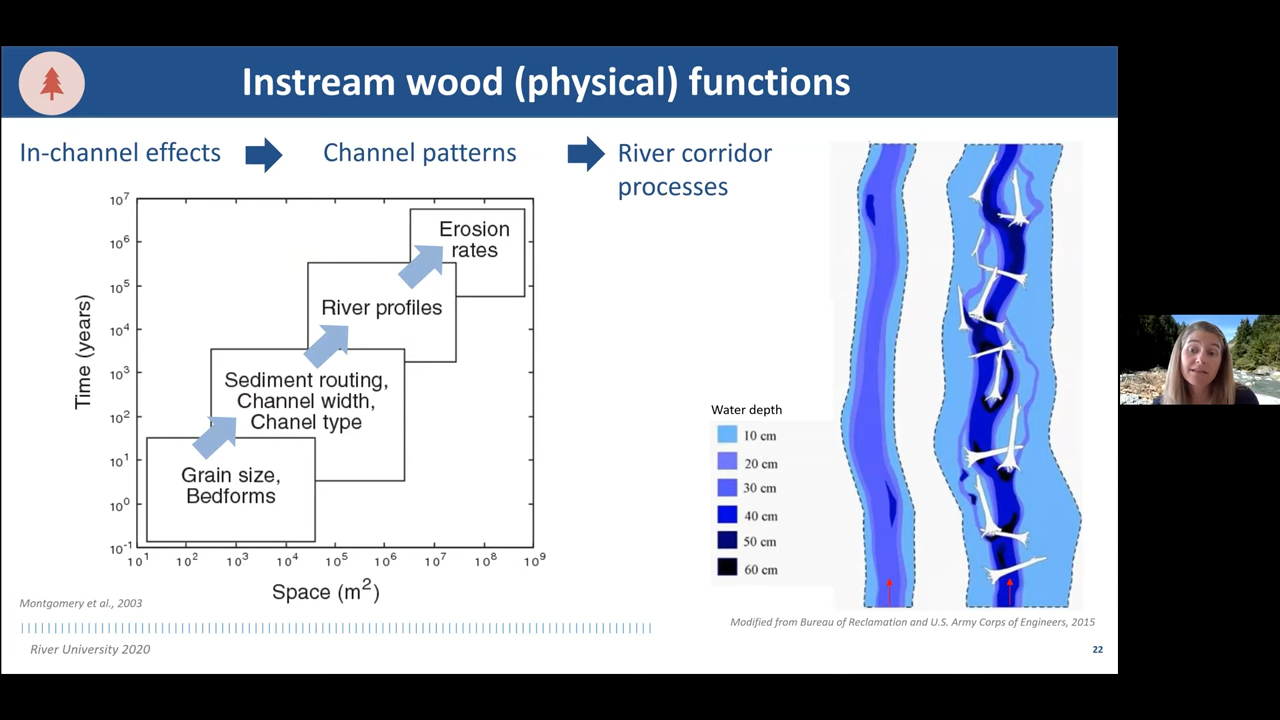 Instream wood (physical) functions
In-channel effects
Channel patterns
River corridor
processes
10⁷
10⁶
10⁵
10⁴
10³
10²
10¹
10⁰
10⁻¹
Time (years)
Erosion
rates
River profiles
Sediment routing,
Channel width,
Chanel type
Grain size,
Bedforms
10¹ 10² 10³ 10⁴ 10⁵ 10⁶ 10⁷ 10⁸ 10⁹
Space (m²)
Water depth
10 cm
20 cm
30 cm
40 cm
50 cm
60 cm
Montgomery et al., 2003
Modified from Bureau of Reclamation and U.S. Army Corps of Engineers, 2015
River University 2020
22